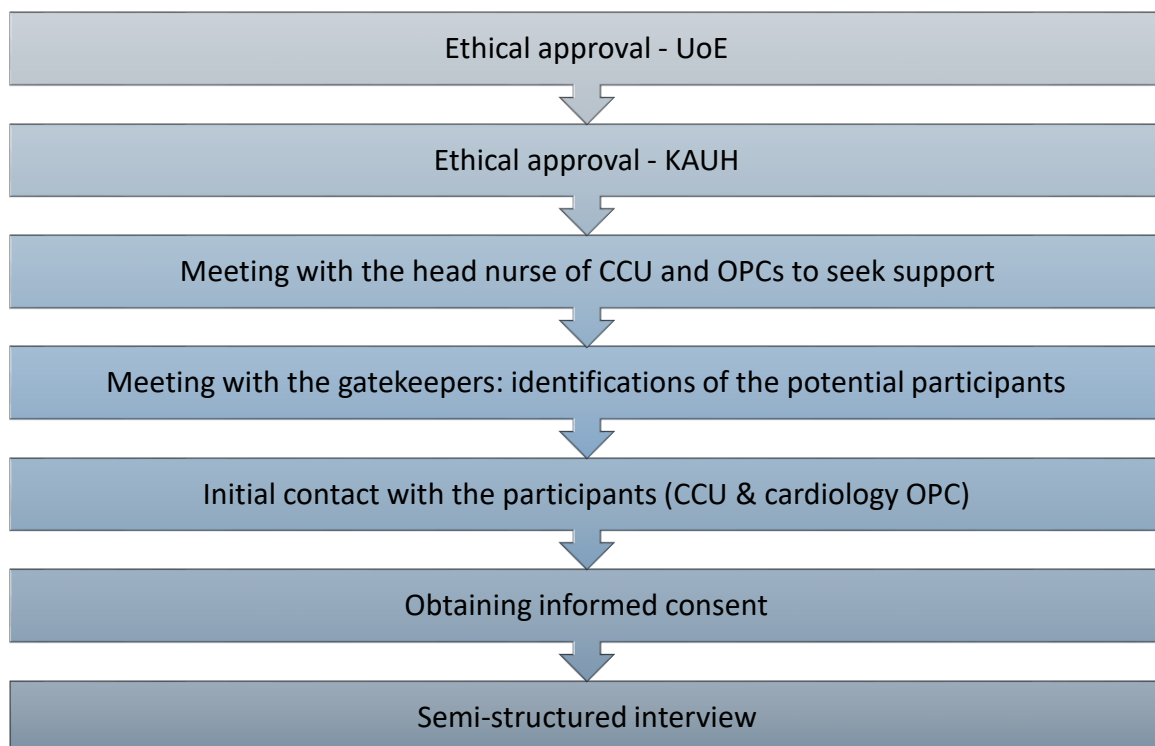 Ethical approval - UoE
Ethical approval - KAUH
Meeting with the head nurse of CCU and OPCs to seek support
Meeting with the gatekeepers: identifications of the potential participants
Initial contact with the participants (CCU & cardiology OPC)
Obtaining informed consent
Semi-structured interview